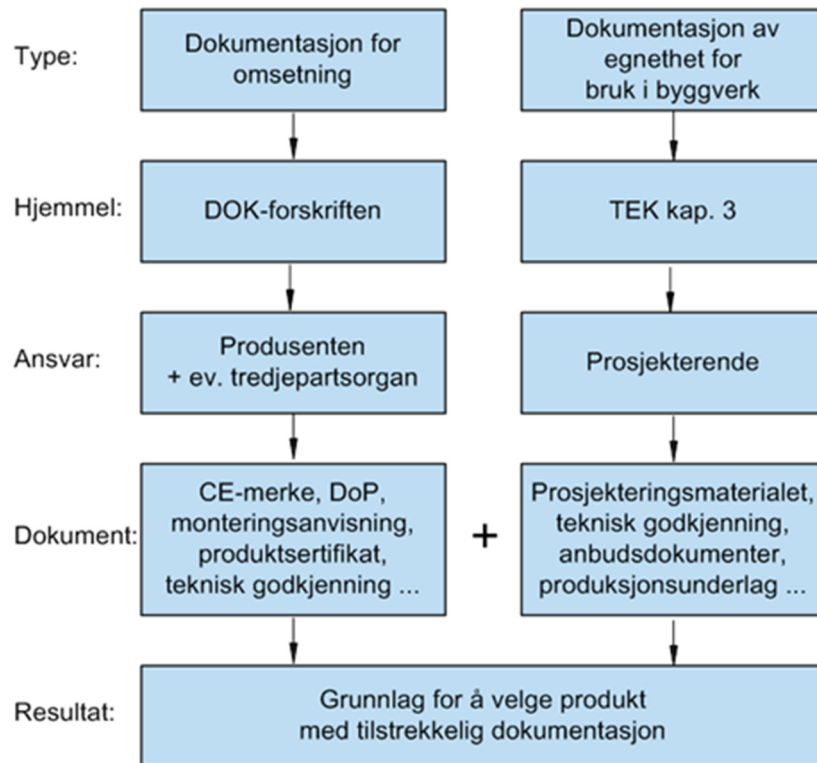 Type:
Dokumentasjon for
omsetning
Dokumentasjon av
egnethet for
bruk i byggverk
Hjemmel:
DOK-forskriften
TEK kap. 3
Ansvar:
Produsenten
+ ev. tredjepartsorgan
Prosjekterende
Dokument:
CE-merke, DoP,
monteringsanvisning,
produktsertifikat,
teknisk godkjenning ...
+
Prosjekteringsmaterialet,
teknisk godkjenning,
anbudsdokumenter,
produksjonsunderlag ...
Resultat:
Grunnlag for å velge produkt
med tilstrekkelig dokumentasjon